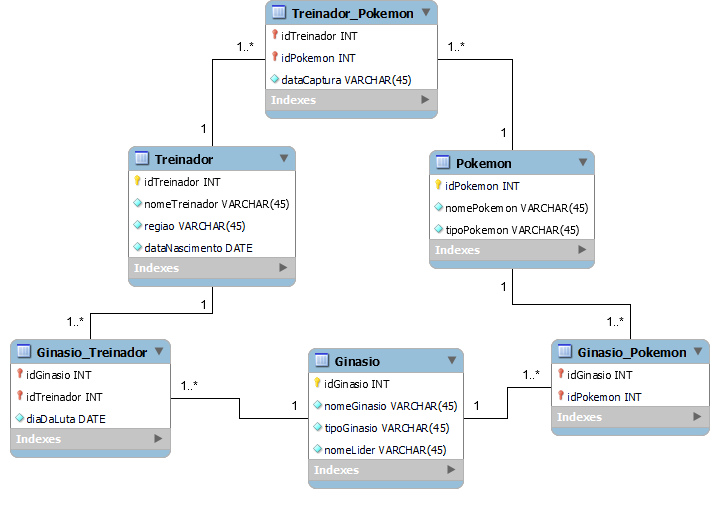 Treinador_Pokemon
idTreinador INT
idPokemon INT
dataCaptura VARCHAR(45)
Indexes
1..*
1..*
1
1
Treinador
idTreinador INT
nomeTreinador VARCHAR(45)
regiao VARCHAR(45)
dataNascimento DATE
Indexes
Pokemon
idPokemon INT
nomePokemon VARCHAR(45)
tipoPokemon VARCHAR(45)
Indexes
1
1
1..*
1..*
Ginasio_Treinador
idGinasio INT
idTreinador INT
diaDaLuta DATE
Indexes
1..*
1
Ginasio
idGinasio INT
nomeGinasio VARCHAR(45)
tipoGinasio VARCHAR(45)
nomeLider VARCHAR(45)
Indexes
1
1..*
Ginasio_Pokemon
idGinasio INT
idPokemon INT
Indexes